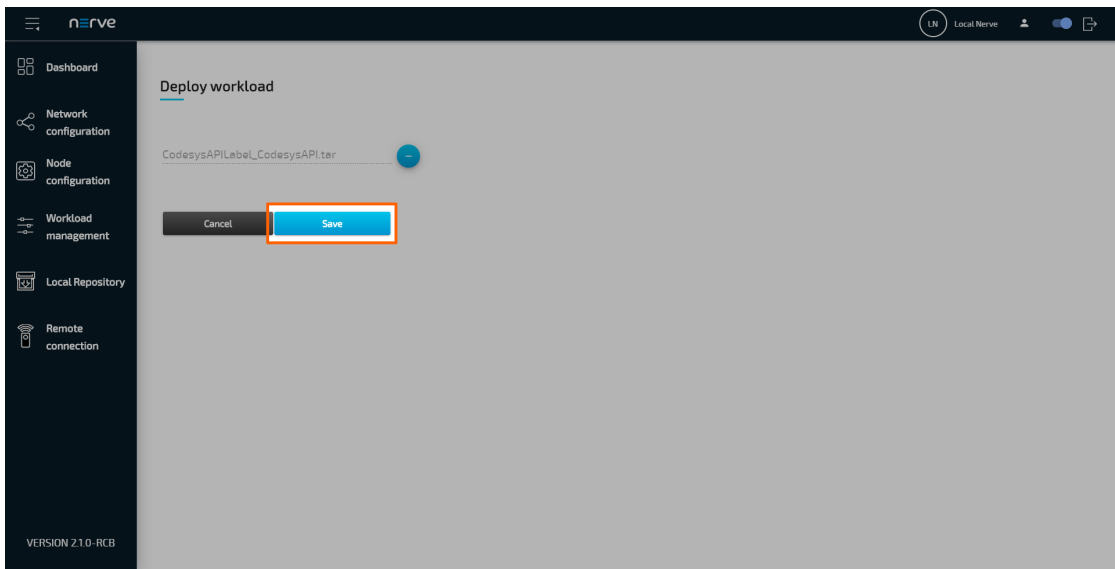 nerve
LN Local Nerve
Dashboard
Deploy workload
Network
configuration
CodesysAPILabel_CodesysAPI.tar
Node
configuration
Workload
management
Cancel Save
Local Repository
Remote
connection
VERSION 2.1.0-RCB